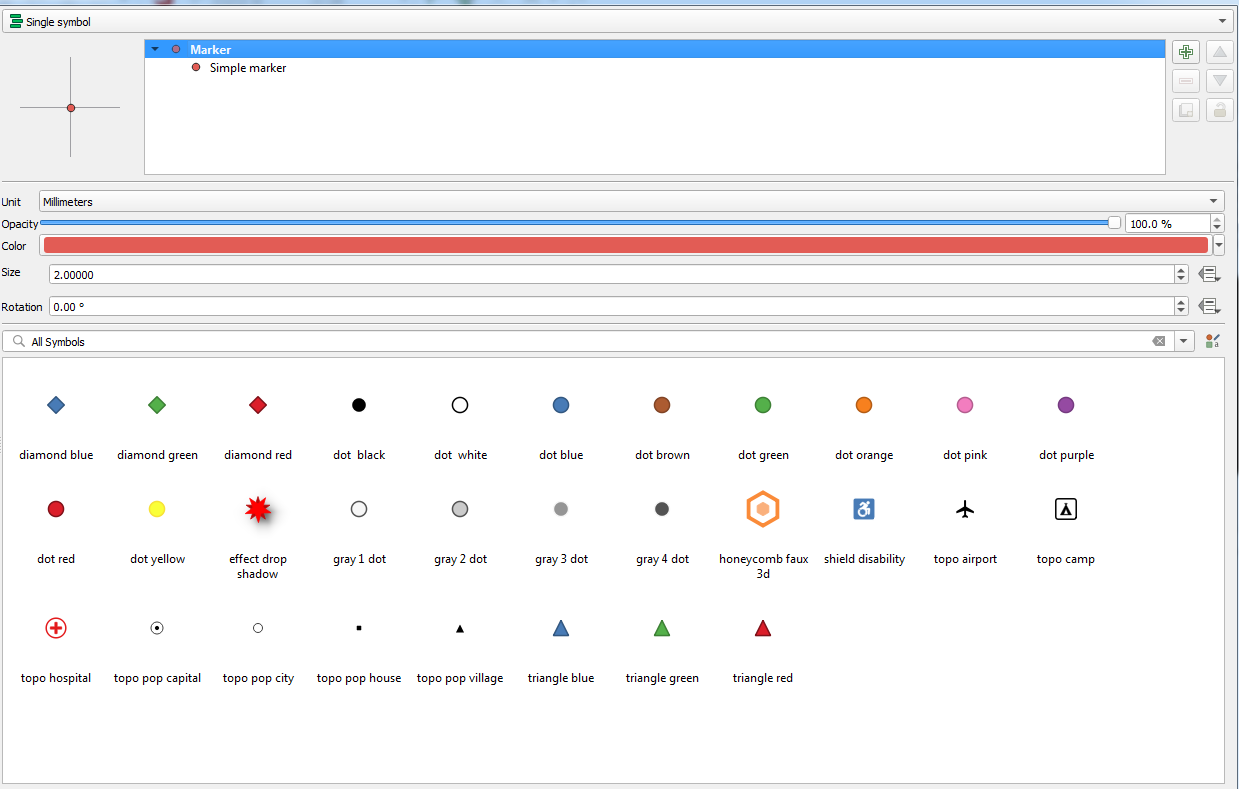 Single symbol
Marker
Simple marker
Unit Millimeters
Opacity 100.0 %
Color
Size 2.00000
Rotation 0.00 °
All Symbols
diamond blue diamond green diamond red dot  black dot  white dot blue dot brown dot green dot orange dot pink dot purple
dot red dot yellow effect drop gray 1 dot gray 2 dot gray 3 dot gray 4 dot honeycomb faux shield disability topo airport topo camp
shadow 3d
topo hospital topo pop capital topo pop city topo pop house topo pop village triangle blue triangle green triangle red